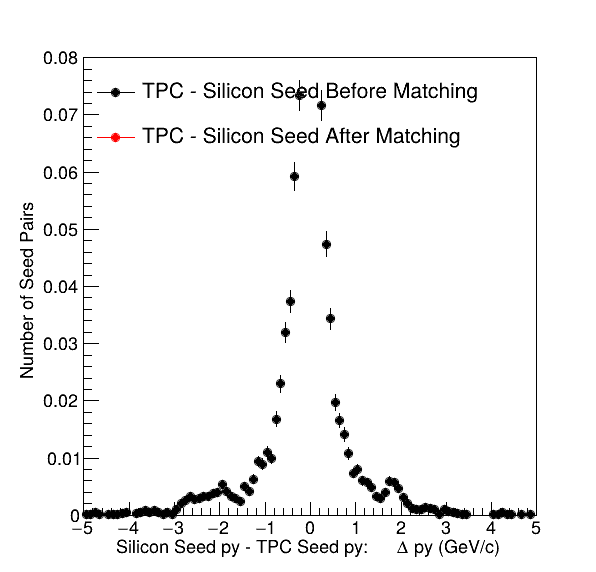 0.08
TPC - Silicon Seed Before Matching
0.07
TPC - Silicon Seed After Matching
0.06
0.05
0.04
0.03
0.02
0.01
0
Number of Seed Pairs
−5 −4 −3 −2 −1 0 1 2 3 4 5
Silicon Seed py - TPC Seed py: Δ py (GeV/c)